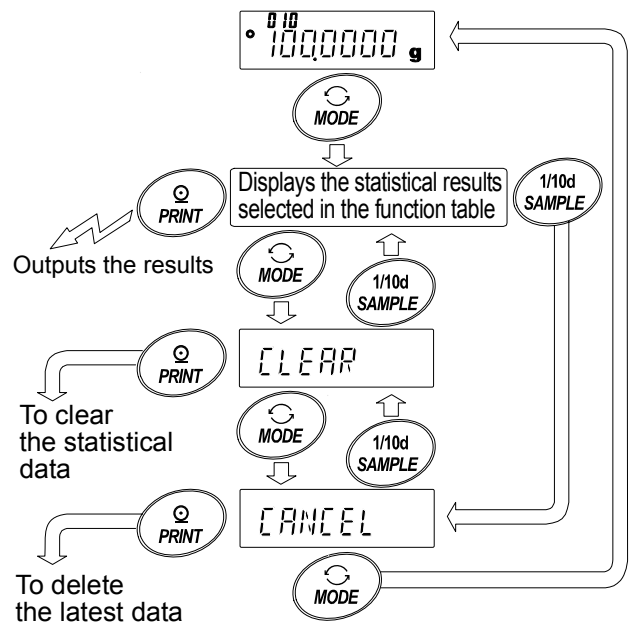 010
100.0000 g
MODE
Displays the statistical results
selected in the function table
PRINT
1/10d
SAMPLE
Outputs the results
MODE
1/10d
SAMPLE
PRINT
CLEAR
To clear
the statistical
data
MODE
1/10d
SAMPLE
PRINT
CANCEL
To delete
the latest data
MODE